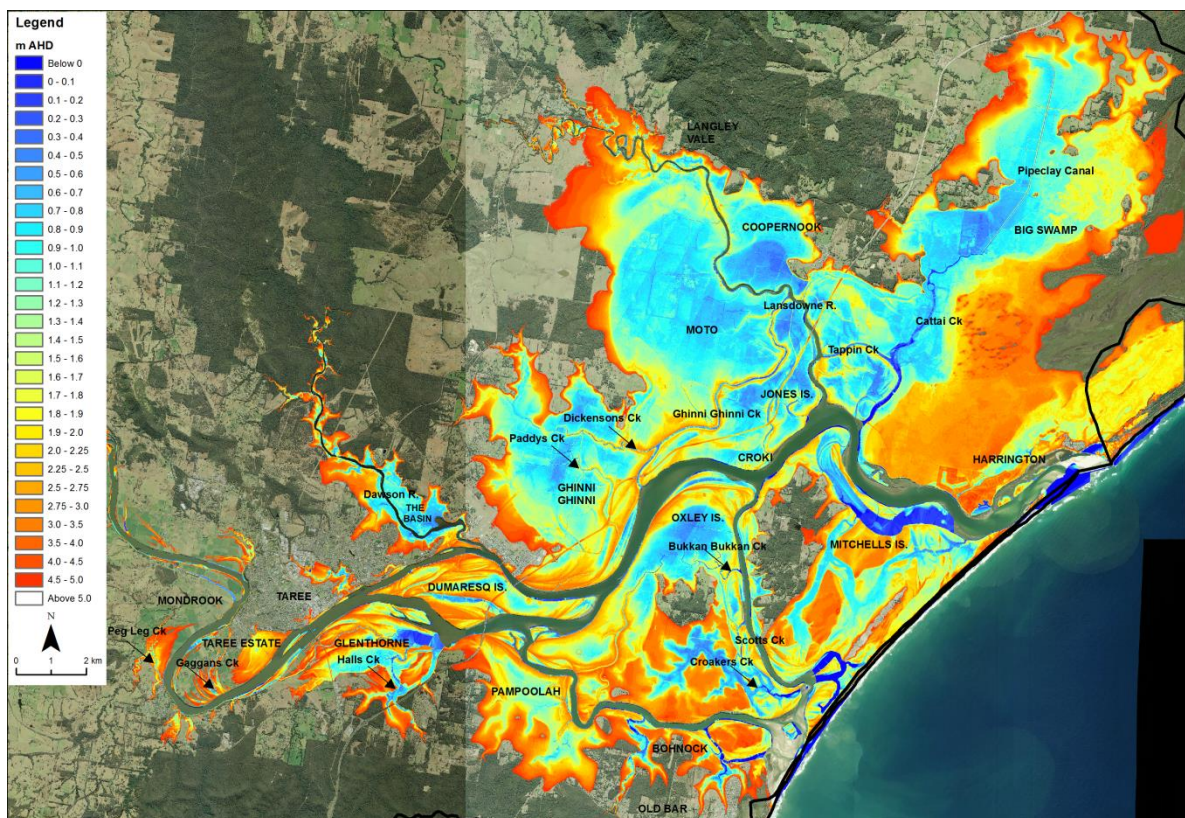 Legend
m AHD
Below 0
0 - 0.1
0.1 - 0.2
0.2 - 0.3
0.3 - 0.4
0.4 - 0.5
0.5 - 0.6
0.6 - 0.7
0.7 - 0.8
0.8 - 0.9
0.9 - 1.0
1.0 - 1.1
1.1 - 1.2
1.2 - 1.3
1.3 - 1.4
1.4 - 1.5
1.5 - 1.6
1.6 - 1.7
1.7 - 1.8
1.8 - 1.9
1.9 - 2.0
2.0 - 2.25
2.25 - 2.5
2.5 - 2.75
2.75 - 3.0
3.0 - 3.5
3.5 - 4.0
4.0 - 4.5
4.5 - 5.0
Above 5.0
N
0 1 2 km
LANGLEY
VALE
Pipeclay Canal
COOPERNOOK
BIG SWAMP
Lansdowne R.
MOTO
Cattai Ck
Tappin Ck
JONES IS.
Dickensons Ck
Ghinni Ghinni Ck
Paddys Ck
CROKI
HARRINGTON
GHINNI
GHINNI
Dawson R.
THE
BASIN
OXLEY IS.
MITCHELLS IS.
Bukkan Bukkan Ck
DUMARESQ IS.
MONDROOK
TAREE
Peg Leg Ck
TAREE ESTATE
GLENTHORNE
Scotts Ck
Gaggans Ck
Halls Ck
Croakers Ck
PAMPOOLAH
BOHNOCK
OLD BAR